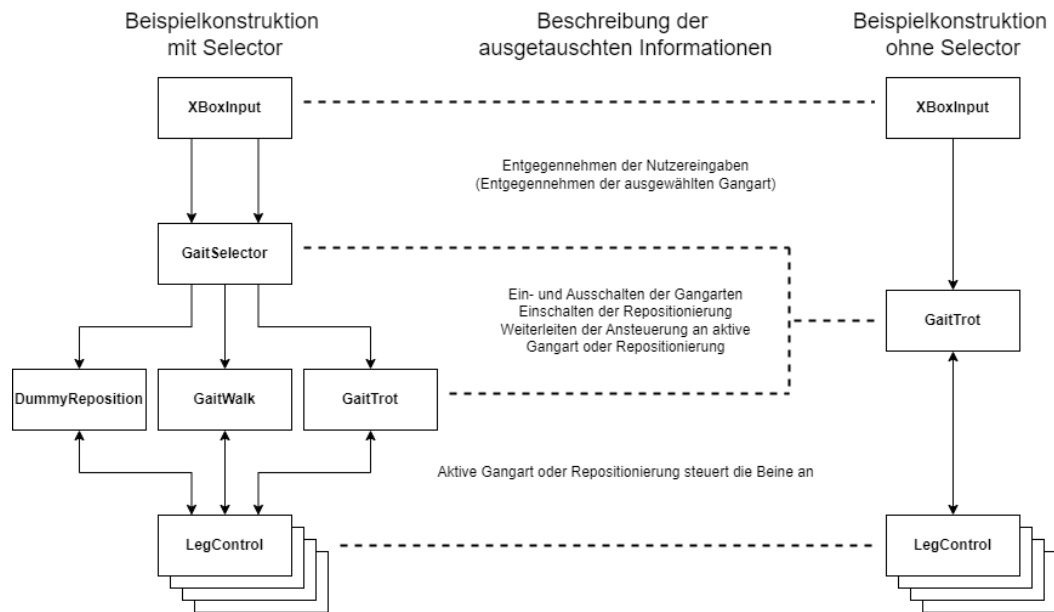 Beispielkonstruktion
mit Selector
Beschreibung der
ausgetauschten Informationen
Beispielkonstruktion
ohne Selector
XBoxInput
XBoxInput
Entgegennehmen der Nutzereingaben
(Entgegennehmen der ausgewählten Gangart)
GaitSelector
Ein- und Ausschalten der Gangarten
Einschalten der Repositionierung
Weiterleiten der Ansteuerung an aktive
Gangart oder Repositionierung
GaitTrot
DummyReposition
GaitWalk
GaitTrot
Aktive Gangart oder Repositionierung steuert die Beine an
LegControl
LegControl